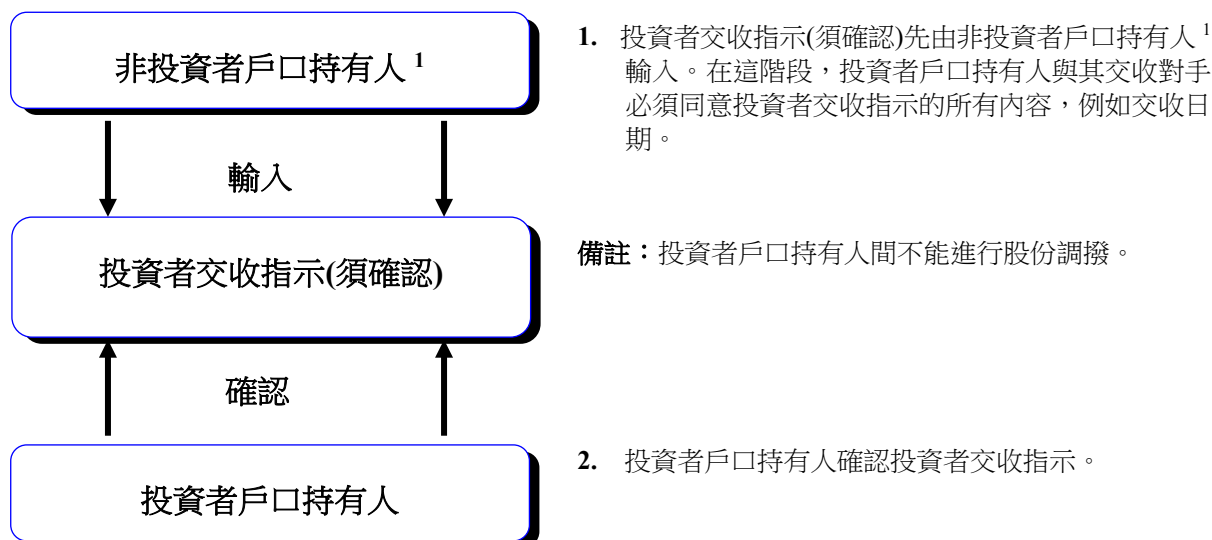 非投資者戶口持有人 1
1. 投資者交收指示(須確認)先由非投資者戶口持有人 1
輸入。在這階段，投資者戶口持有人與其交收對手
必須同意投資者交收指示的所有內容，例如交收日
期。
輸入
投資者交收指示(須確認)
備註：投資者戶口持有人間不能進行股份調撥。
確認
投資者戶口持有人
2. 投資者戶口持有人確認投資者交收指示。